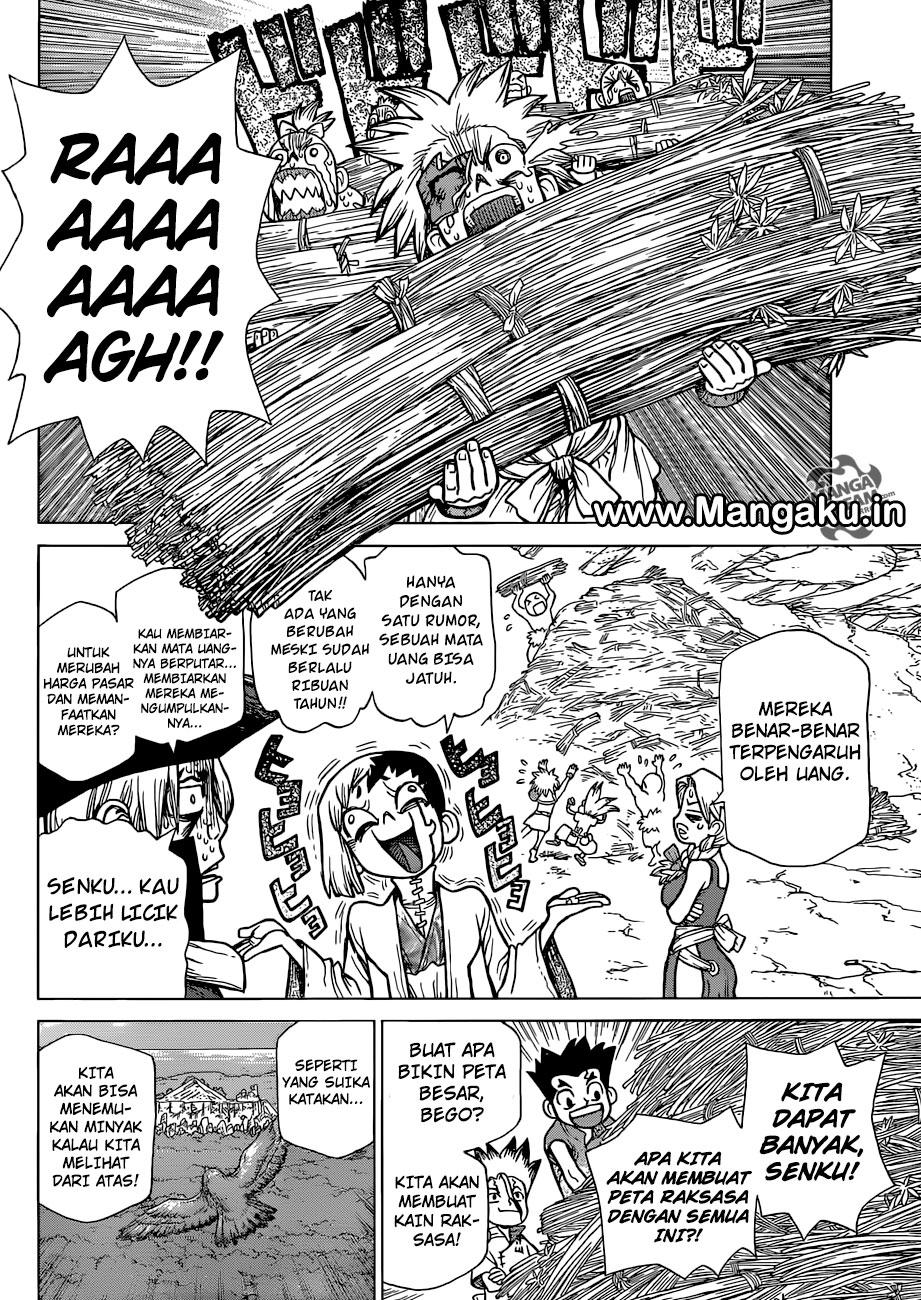 ドドドド
RAAA
AAAA
AAAA
AGH!!
www.Mangaku.in
MEREKA
BENAR-BENAR
TERPENGARUH
OLEH UANG.
HANYA
DENGAN
SATU RUMOR,
SEBUAH MATA
UANG BISA
JATUH.
TAK
ADA YANG
BERUBAH
MESKI SUDAH
BERLALU
RIBUAN
TAHUN!!
KAU MEMBIAR-
KAN MATA UANG-
NYA BERPUTAR...
MEMBIARKAN
MEREKA ME-
NGUMPULKAN-
NYA...
UNTUK
MERUBAH
HARGA PASAR
DAN MEMAN-
FAATKAN
MEREKA?
SENKU... KAU
LEBIH LICIK
DARIKU...
KITA
DAPAT
BANYAK,
SENKU!
APA KITA
AKAN MEMBUAT
PETA RAKSASA
DENGAN SEMUA
INI?!
BUAT APA
BIKIN PETA
BESAR,
BEGO?
KITA AKAN
MEMBUAT
KAIN RAK-
SASA!
SEPERTI
YANG SUIKA
KATAKAN...
KITA
AKAN BISA
MENEMU-
KAN MINYAK
KALAU KITA
MELIHAT
DARI ATAS!